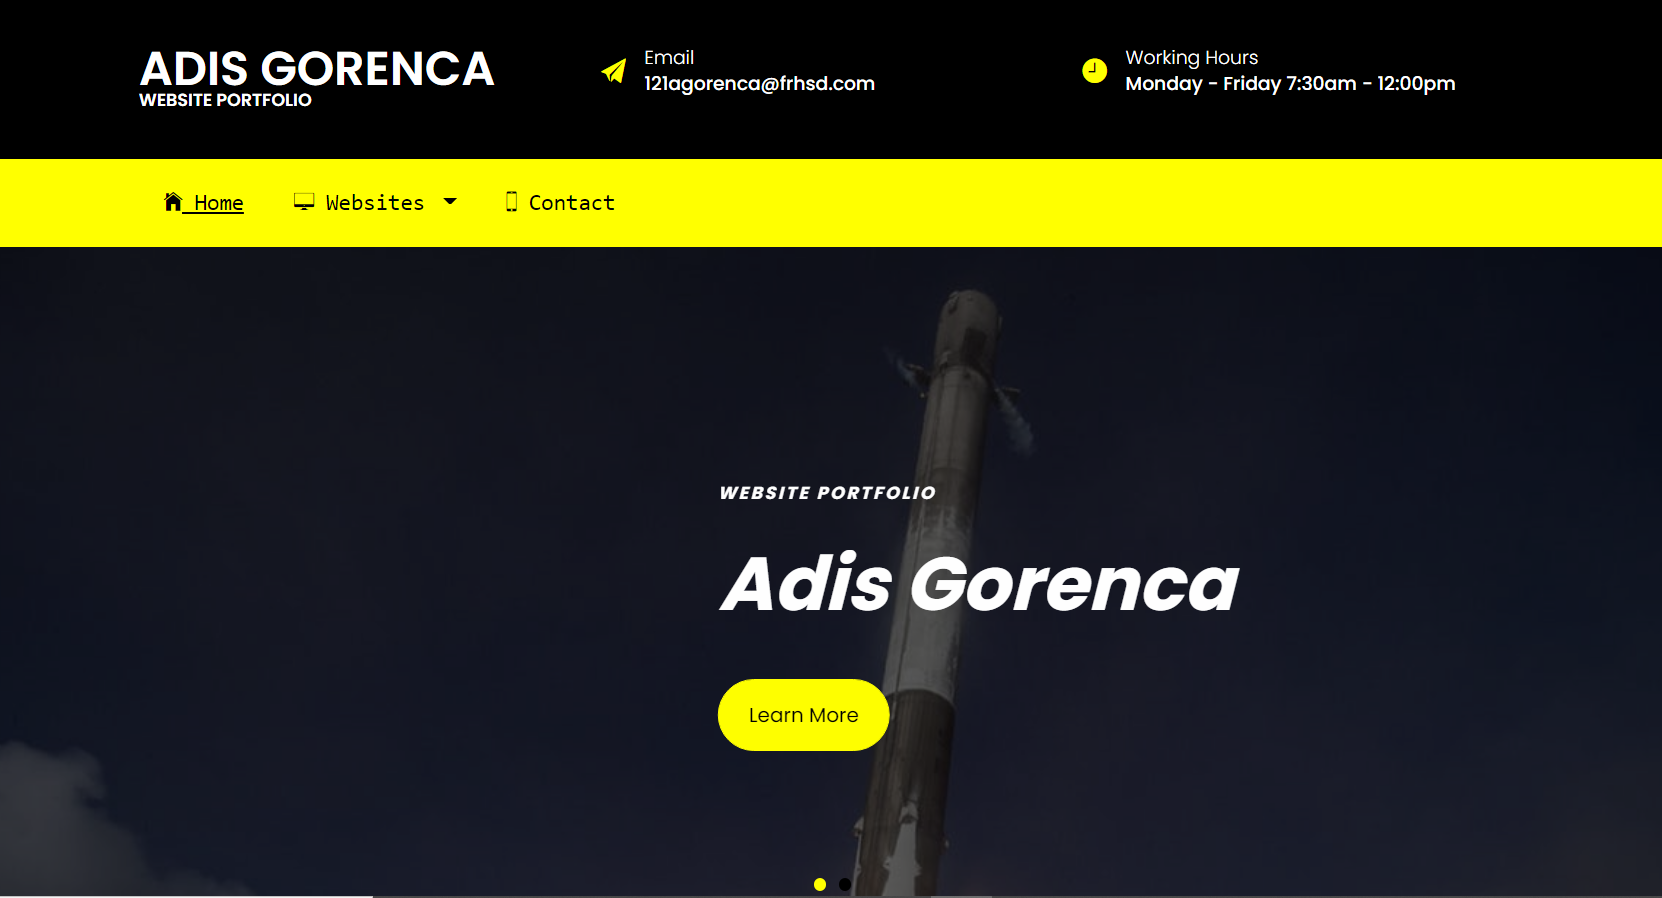 ADIS GORENCA
WEBSITE PORTFOLIO
Email
121agorenca@frhsd.com
Working Hours
Monday - Friday 7:30am - 12:00pm
Home
Websites
Contact
WEBSITE PORTFOLIO
Adis Gorenca
Learn More